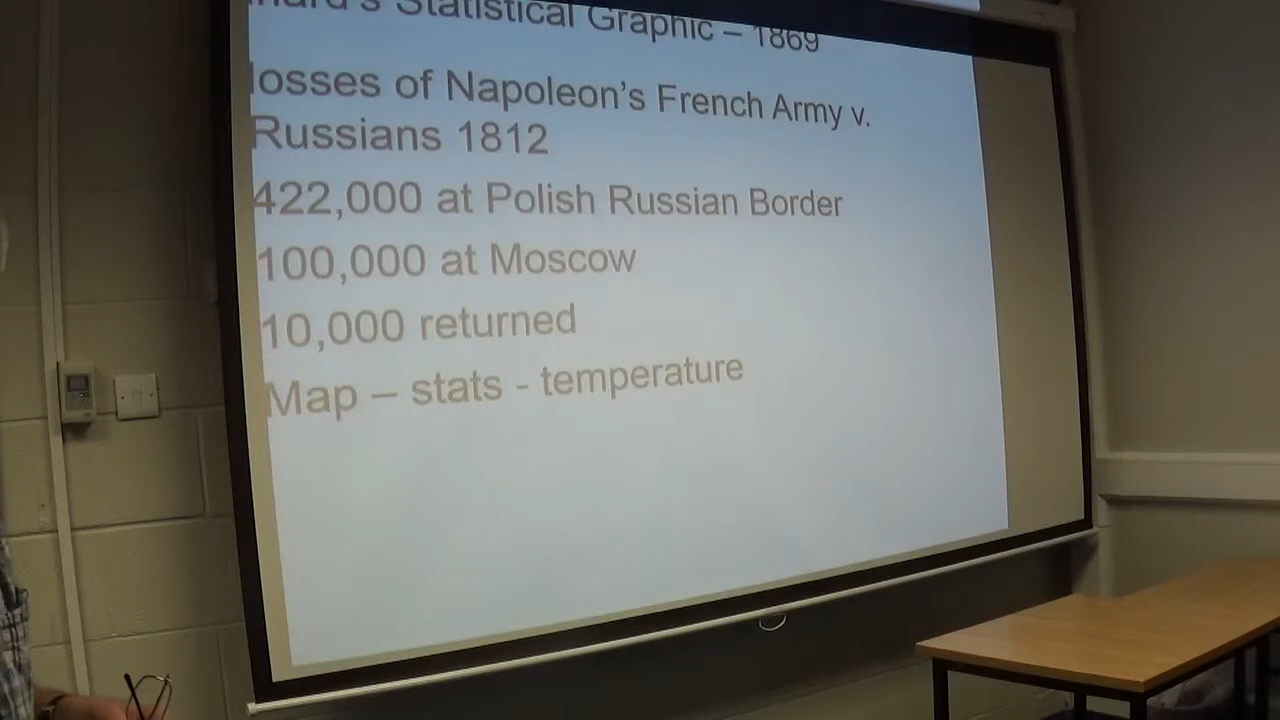 Statistical Graphic – 1869
losses of Napoleon's French Army v.
Russians 1812
422,000 at Polish Russian Border
100,000 at Moscow
10,000 returned
Map – stats - temperature